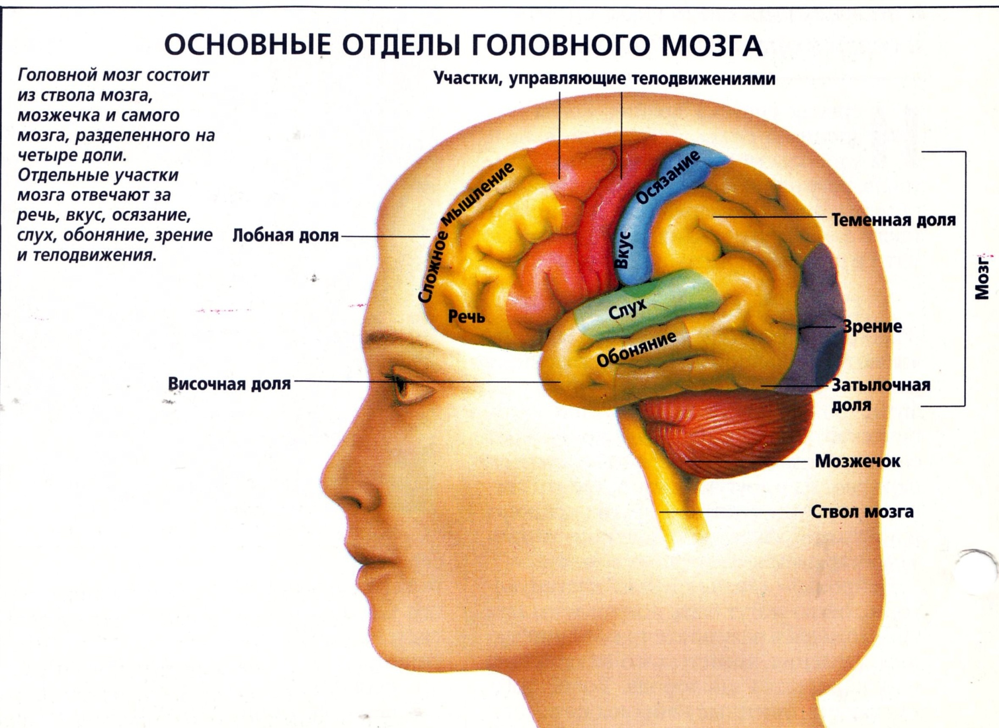 ОСНОВНЫЕ ОТДЕЛЫ ГОЛОВНОГО МОЗГА
Головной мозг состоит
из ствола мозга,
мозжечка и самого
мозга, разделенного на
четыре доли.
Отдельные участки
мозга отвечают за
речь, вкус, осязание,
слух, обоняние, зрение
и телодвижения.
Участки, управляющие телодвижениями
Лобная доля
Сложное мышление
Речь
Осязание
Вкус
Слух
Обоняние
Височная доля
Теменная доля
Мозг
Зрение
Затылочная
доля
Мозжечок
Ствол мозга